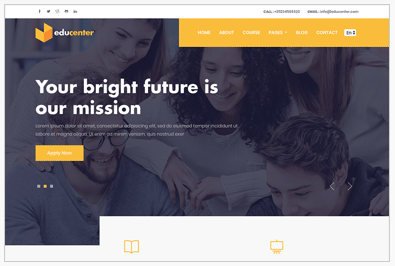 CALL: +01234569320 EMAIL: info@educenter.com
educenter
HOME ABOUT COURSE PAGES BLOG CONTACT En
Your bright future is
our mission
Lorem ipsum dolor sit amet, consectetur adipisicing elit, sed do eiusmod tempor incididunt ut
labore et magna aliqua. Ut enim ad minim veniam, quis nostrud exer
Apply Now